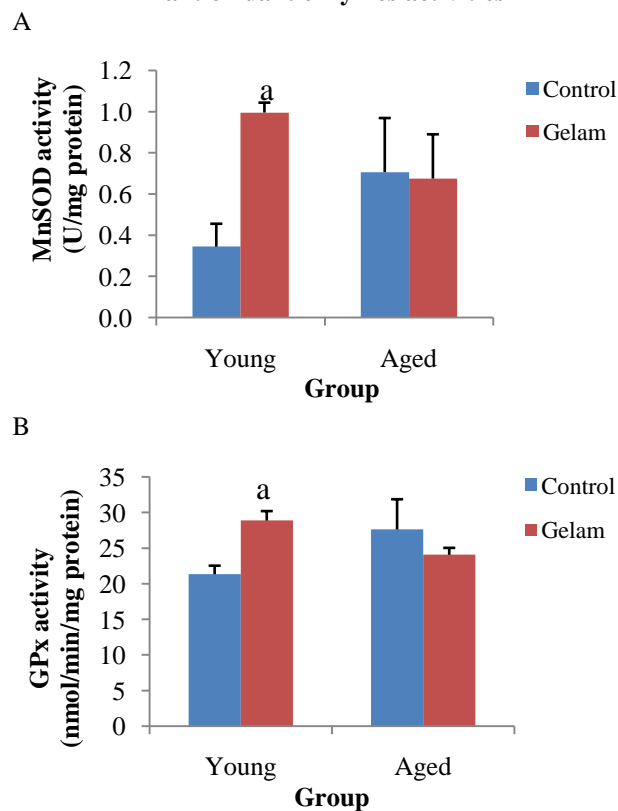 A
MnSOD activity
(U/mg protein)
1.2
1.0
0.8
0.6
0.4
0.2
0.0
a
Control
Gelam
Young
Aged
Group
B
GPx activity
(nmol/min/mg protein)
35
30
25
20
15
10
5
0
a
Control
Gelam
Young
Aged
Group